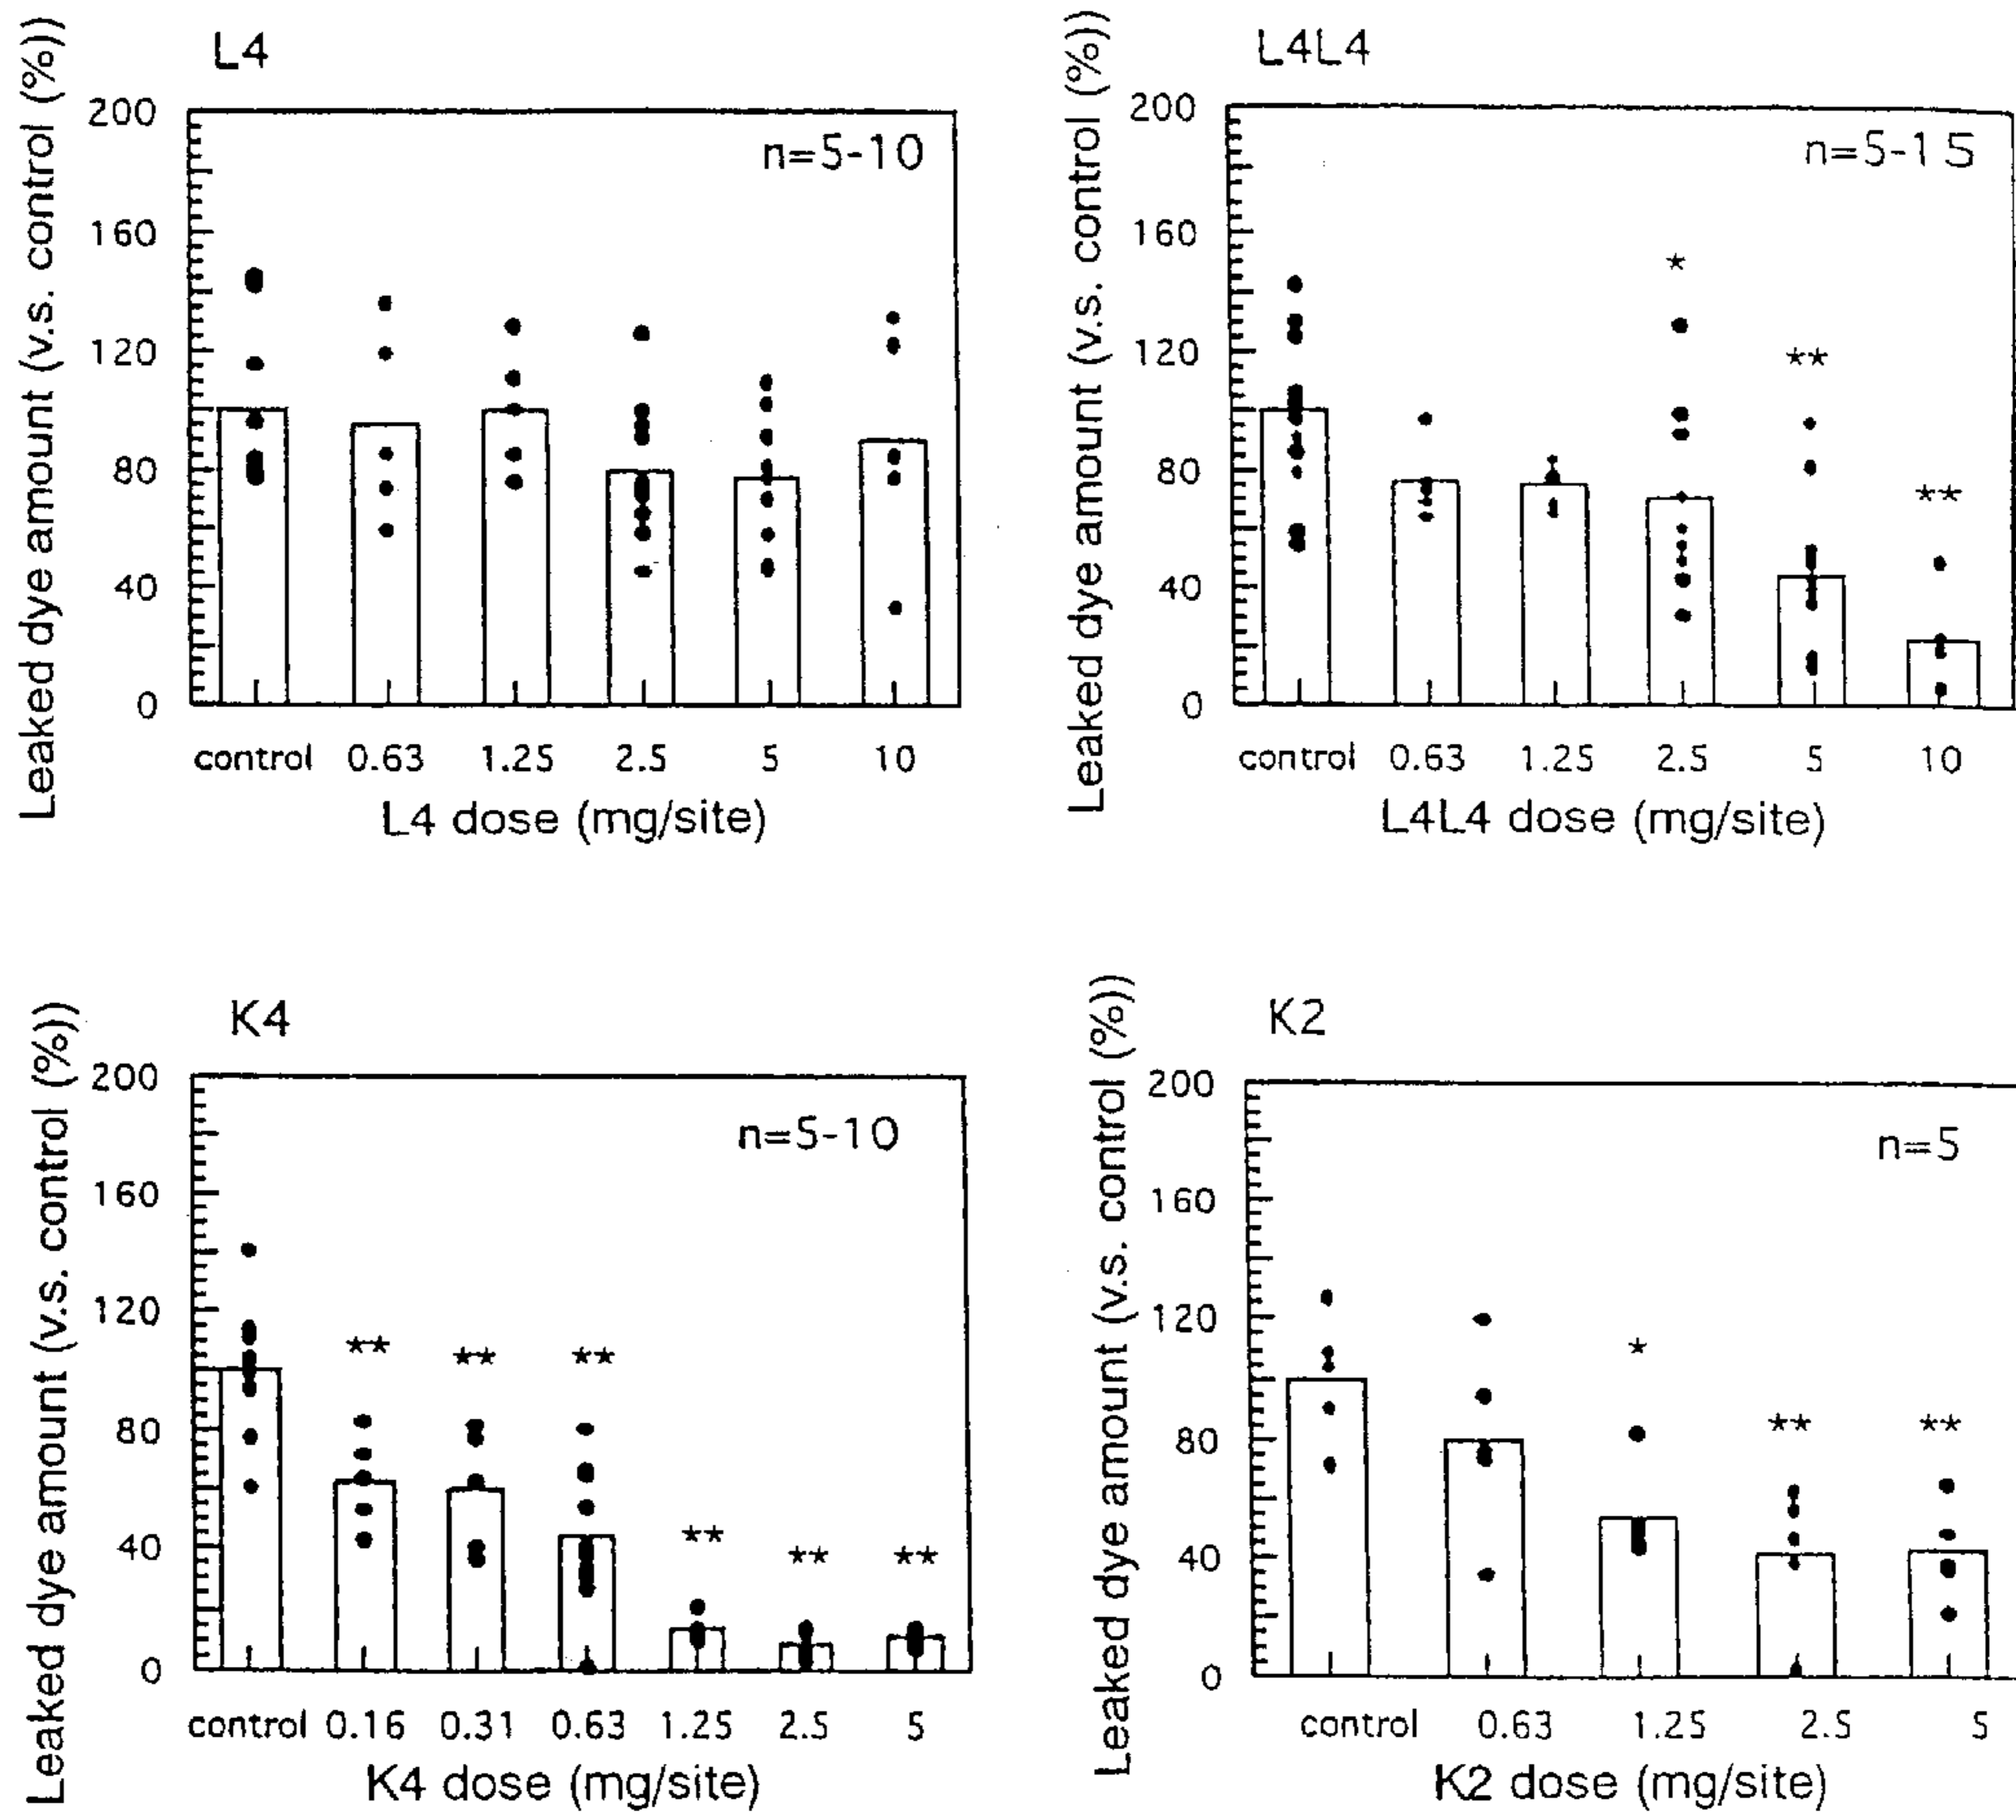 L4
Leaked dye amount (v.s. control (%))
200
160
120
80
40
0
n=5-10
control 0.63 1.25 2.5 5 10
L4 dose (mg/site)
L4L4
Leaked dye amount (v.s. control (%))
200
160
120
80
40
0
n=5-15
*
**
**
control 0.63 1.25 2.5 5 10
L4L4 dose (mg/site)
K4
Leaked dye amount (v.s. control (%))
200
160
120
80
40
0
n=5-10
** ** **
** ** **
control 0.16 0.31 0.63 1.25 2.5 5
K4 dose (mg/site)
K2
Leaked dye amount (v.s. control (%))
200
160
120
80
40
0
n=5
*
** **
control 0.63 1.25 2.5 5
K2 dose (mg/site)